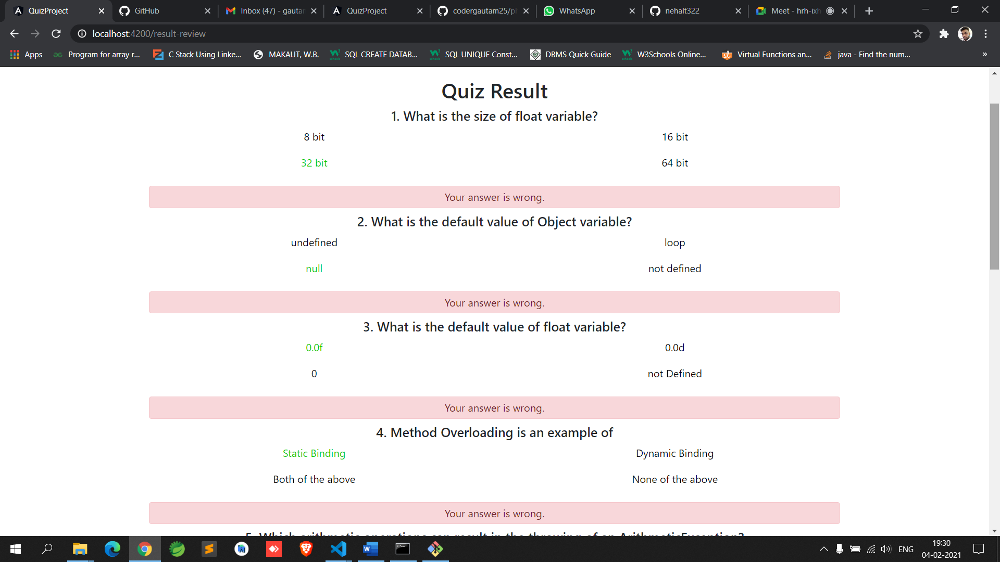 QuizProject
GitHub
Inbox (47) - gautam
QuizProject
codergautam25/pl
WhatsApp
nehalt322
Meet - hrh-ixh
localhost:4200/result-review
Apps
Program for array r...
C Stack Using Linke...
MAKAUT, W.B.
SQL CREATE DATAB...
SQL UNIQUE Const...
DBMS Quick Guide
W3Schools Online...
Virtual Functions an...
java - Find the num...
»
Quiz Result
1. What is the size of float variable?
8 bit
16 bit
32 bit
64 bit
Your answer is wrong.
2. What is the default value of Object variable?
undefined
loop
null
not defined
Your answer is wrong.
3. What is the default value of float variable?
0.0f
0.0d
0
not Defined
Your answer is wrong.
4. Method Overloading is an example of
Static Binding
Dynamic Binding
Both of the above
None of the above
Your answer is wrong.
5. Which arithmetic operations can result in the throwing of an ArithmeticException?
ENG
19:30
04-02-2021